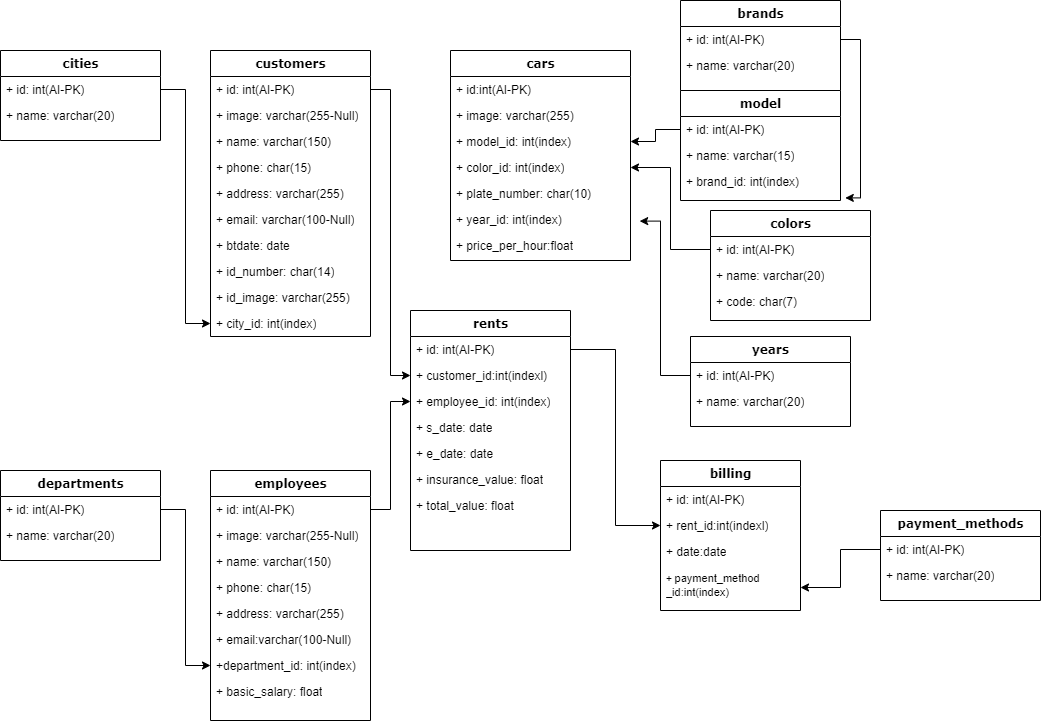 cities
+ id: int(AI-PK)
+ name: varchar(20)
customers
+ id: int(AI-PK)
+ image: varchar(255-Null)
+ name: varchar(150)
+ phone: char(15)
+ address: varchar(255)
+ email: varchar(100-Null)
+ btdate: date
+ id_number: char(14)
+ id_image: varchar(255)
+ city_id: int(index)
cars
+ id:int(AI-PK)
+ image: varchar(255)
+ model_id: int(index)
+ color_id: int(index)
+ plate_number: char(10)
+ year_id: int(index)
+ price_per_hour:float
brands
+ id: int(AI-PK)
+ name: varchar(20)
model
+ id: int(AI-PK)
+ name: varchar(15)
+ brand_id: int(index)
colors
+ id: int(AI-PK)
+ name: varchar(20)
+ code: char(7)
years
+ id: int(AI-PK)
+ name: varchar(20)
rents
+ id: int(AI-PK)
+ customer_id:int(indexl)
+ employee_id: int(index)
+ s_date: date
+ e_date: date
+ insurance_value: float
+ total_value: float
departments
+ id: int(AI-PK)
+ name: varchar(20)
employees
+ id: int(AI-PK)
+ image: varchar(255-Null)
+ name: varchar(150)
+ phone: char(15)
+ address: varchar(255)
+ email:varchar(100-Null)
+department_id: int(index)
+ basic_salary: float
billing
+ id: int(AI-PK)
+ rent_id:int(indexl)
+ date:date
+ payment_method
_id:int(index)
payment_methods
+ id: int(AI-PK)
+ name: varchar(20)